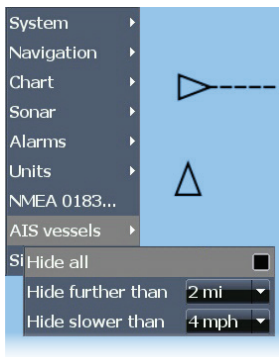 System
Navigation
Chart
Sonar
Alarms
Units
NMEA 0183...
AIS vessels
Si
Hide all
Hide further than 2 mi
Hide slower than 4 mph